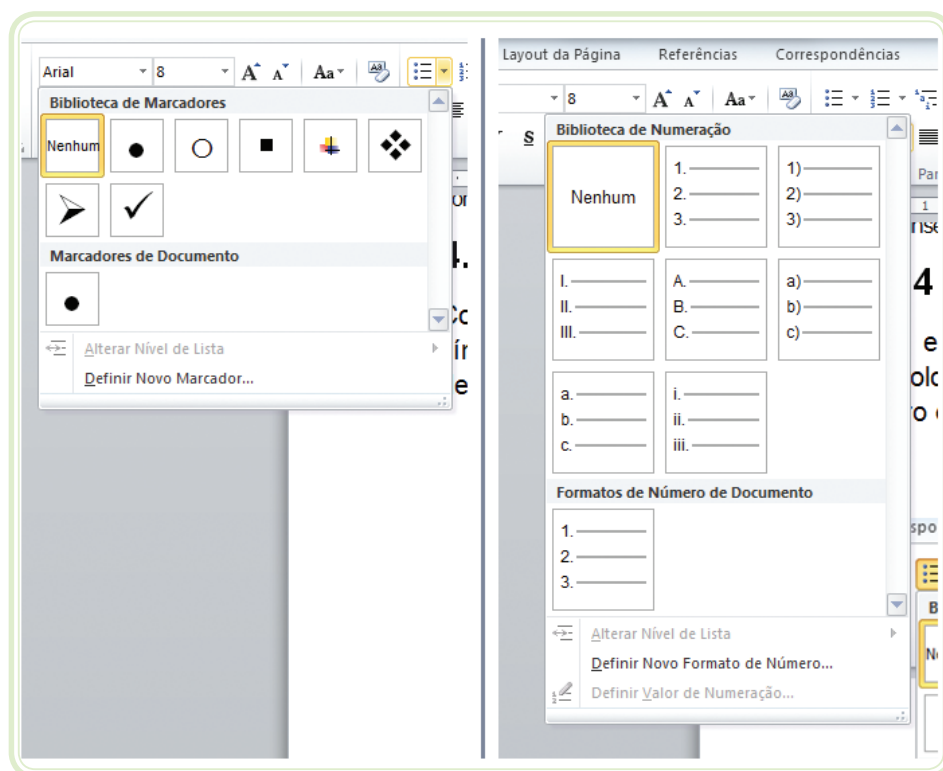 Arial 8 A A Aa
Biblioteca de Marcadores
Nenhum
Marcadores de Documento
Alterar Nível de Lista
Definir Novo Marcador...
4.
Layout da Página Referências Correspondências
8 A A Aa
S
Biblioteca de Numeração
Nenhum
1.
2.
3.
1)
2)
3)
I.
II.
III.
A.
B.
C.
a)
b)
c)
a.
b.
c.
i.
ii.
iii.
Formatos de Número de Documento
1.
2.
3.
Alterar Nível de Lista
Definir Novo Formato de Número...
Definir Valor de Numeração...
1
4
e